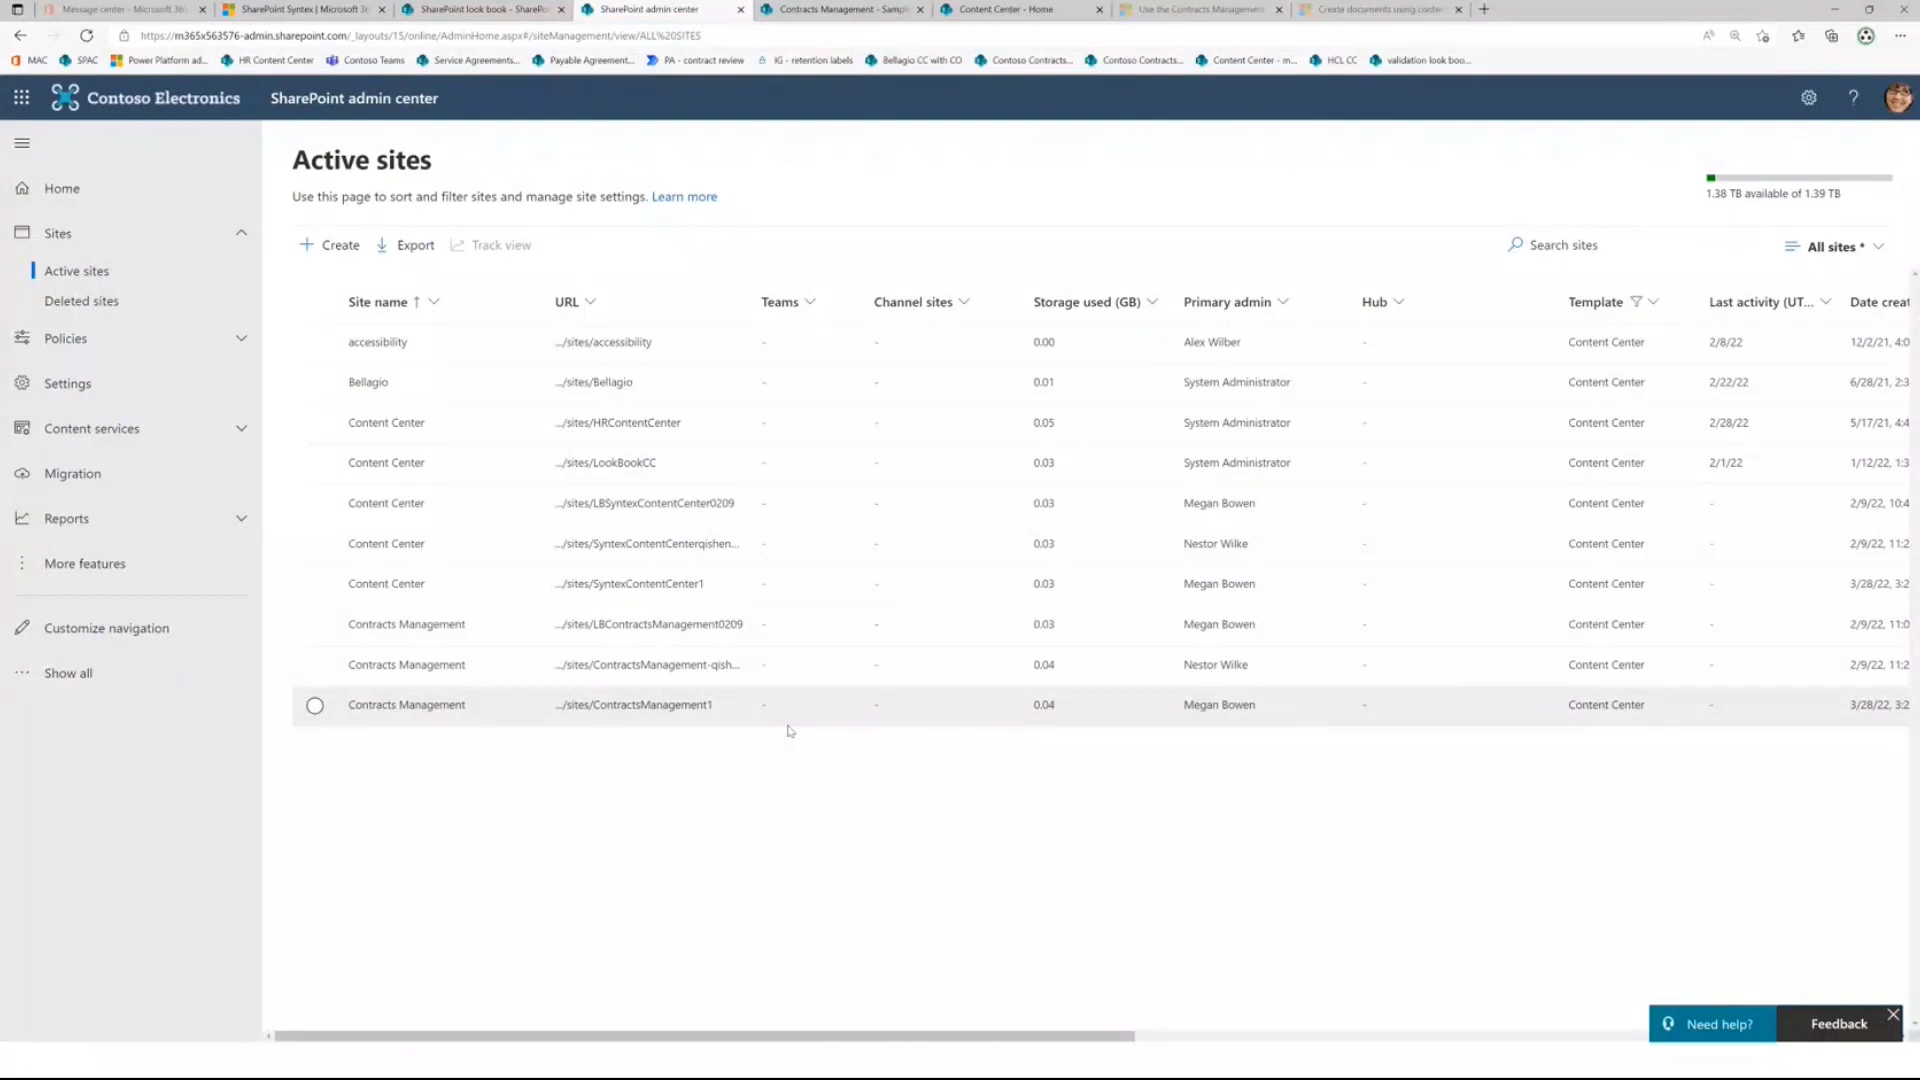 Message center - Microsoft 36
SharePoint Syntex | Microsoft 36
SharePoint look book - SharePo
SharePoint admin center
Contracts Management - Sampl
Content Center - Home
Use the Contracts Management
Create documents using conte
https://m365x563576-admin.sharepoint.com/_layouts/15/online/AdminHome.aspx#/siteManagement/view/ALL%20SITES
MAC SPAC Power Platform ad... HR Content Center Contoso Teams Service Agreements... Payable Agreement... PA - contract review IG - retention labels Bellagio CC with CO Contoso Contracts... Contoso Contracts... Content Center - m... HCL CC validation look boo...
Contoso Electronics SharePoint admin center ?
Home
Sites
Active sites
Deleted sites
Policies
Settings
Content services
Migration
Reports
More features
Customize navigation
Show all
Active sites
Use this page to sort and filter sites and manage site settings. Learn more
1.38 TB available of 1.39 TB
Create Export Track view Search sites All sites *
Site name ↑ URL Teams Channel sites Storage used (GB) Primary admin Hub Template Last activity (UT... Date creat
accessibility .../sites/accessibility - - 0.00 Alex Wilber - Content Center 2/8/22 12/2/21, 4:0
Bellagio .../sites/Bellagio - - 0.01 System Administrator - Content Center 2/22/22 6/28/21, 2:3
Content Center .../sites/HRContentCenter - - 0.05 System Administrator - Content Center 2/28/22 5/17/21, 4:4
Content Center .../sites/LookBookCC - - 0.03 System Administrator - Content Center 2/1/22 1/12/22, 1:3
Content Center .../sites/LBSyntexContentCenter0209 - - 0.03 Megan Bowen - Content Center - 2/9/22, 10:4
Content Center .../sites/SyntexContentCenterqishen... - - 0.03 Nestor Wilke - Content Center - 2/9/22, 11:2
Content Center .../sites/SyntexContentCenter1 - - 0.03 Megan Bowen - Content Center - 3/28/22, 3:2
Contracts Management .../sites/LBContractsManagement0209 - - 0.03 Megan Bowen - Content Center - 2/9/22, 11:0
Contracts Management .../sites/ContractsManagement-qish... - - 0.04 Nestor Wilke - Content Center - 2/9/22, 11:2
Contracts Management .../sites/ContractsManagement1 - - 0.04 Megan Bowen - Content Center - 3/28/22, 3:2
Need help? Feedback